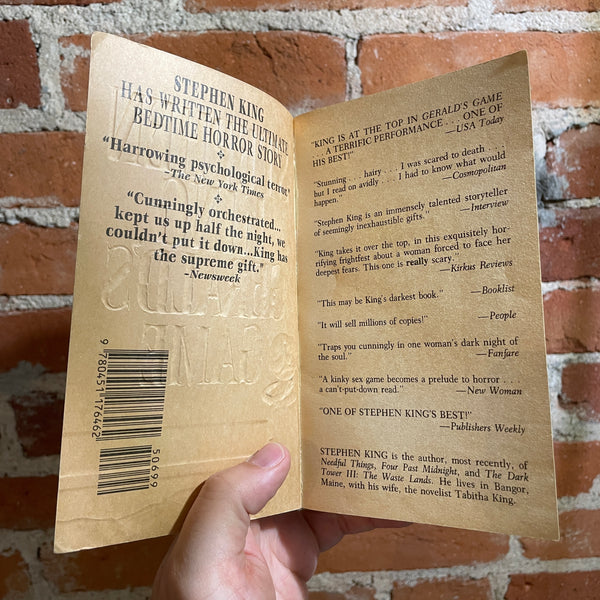 STEPHEN KING
HAS WRITTEN THE ULTIMATE
BEDTIME HORROR STORY
"Harrowing psychological terror."
-The New York Times
"Cunningly orchestrated...
kept us up half the night, we
couldn't put it down...King has
the supreme gift."
-Newsweek
GAME
9 780451 176462
50699
"KING IS AT THE TOP IN GERALD'S GAME
. . . A TERRIFIC PERFORMANCE . . . ONE OF
HIS BEST!"
—USA Today
"Stunning . . . hairy . . . I was scared to death . . .
but I read on avidly . . . I had to know what would
happen."
—Cosmopolitan
"Stephen King is an immensely talented storyteller
of seemingly inexhaustible gifts."
—Interview
"King takes it over the top, in this exquisitely hor-
rifying frightfest about a woman forced to face her
deepest fears. This one is really scary."
—Kirkus Reviews
"This may be King's darkest book."
—Booklist
"It will sell millions of copies!"
—People
"Traps you cunningly in one woman's dark night of
the soul."
—Fanfare
"A kinky sex game becomes a prelude to horror . . .
a can't-put-down read."
—New Woman
"ONE OF STEPHEN KING'S BEST!"
—Publishers Weekly
STEPHEN KING is the author, most recently, of
Needful Things, Four Past Midnight, and The Dark
Tower III: The Waste Lands. He lives in Bangor,
Maine, with his wife, the novelist Tabitha King.